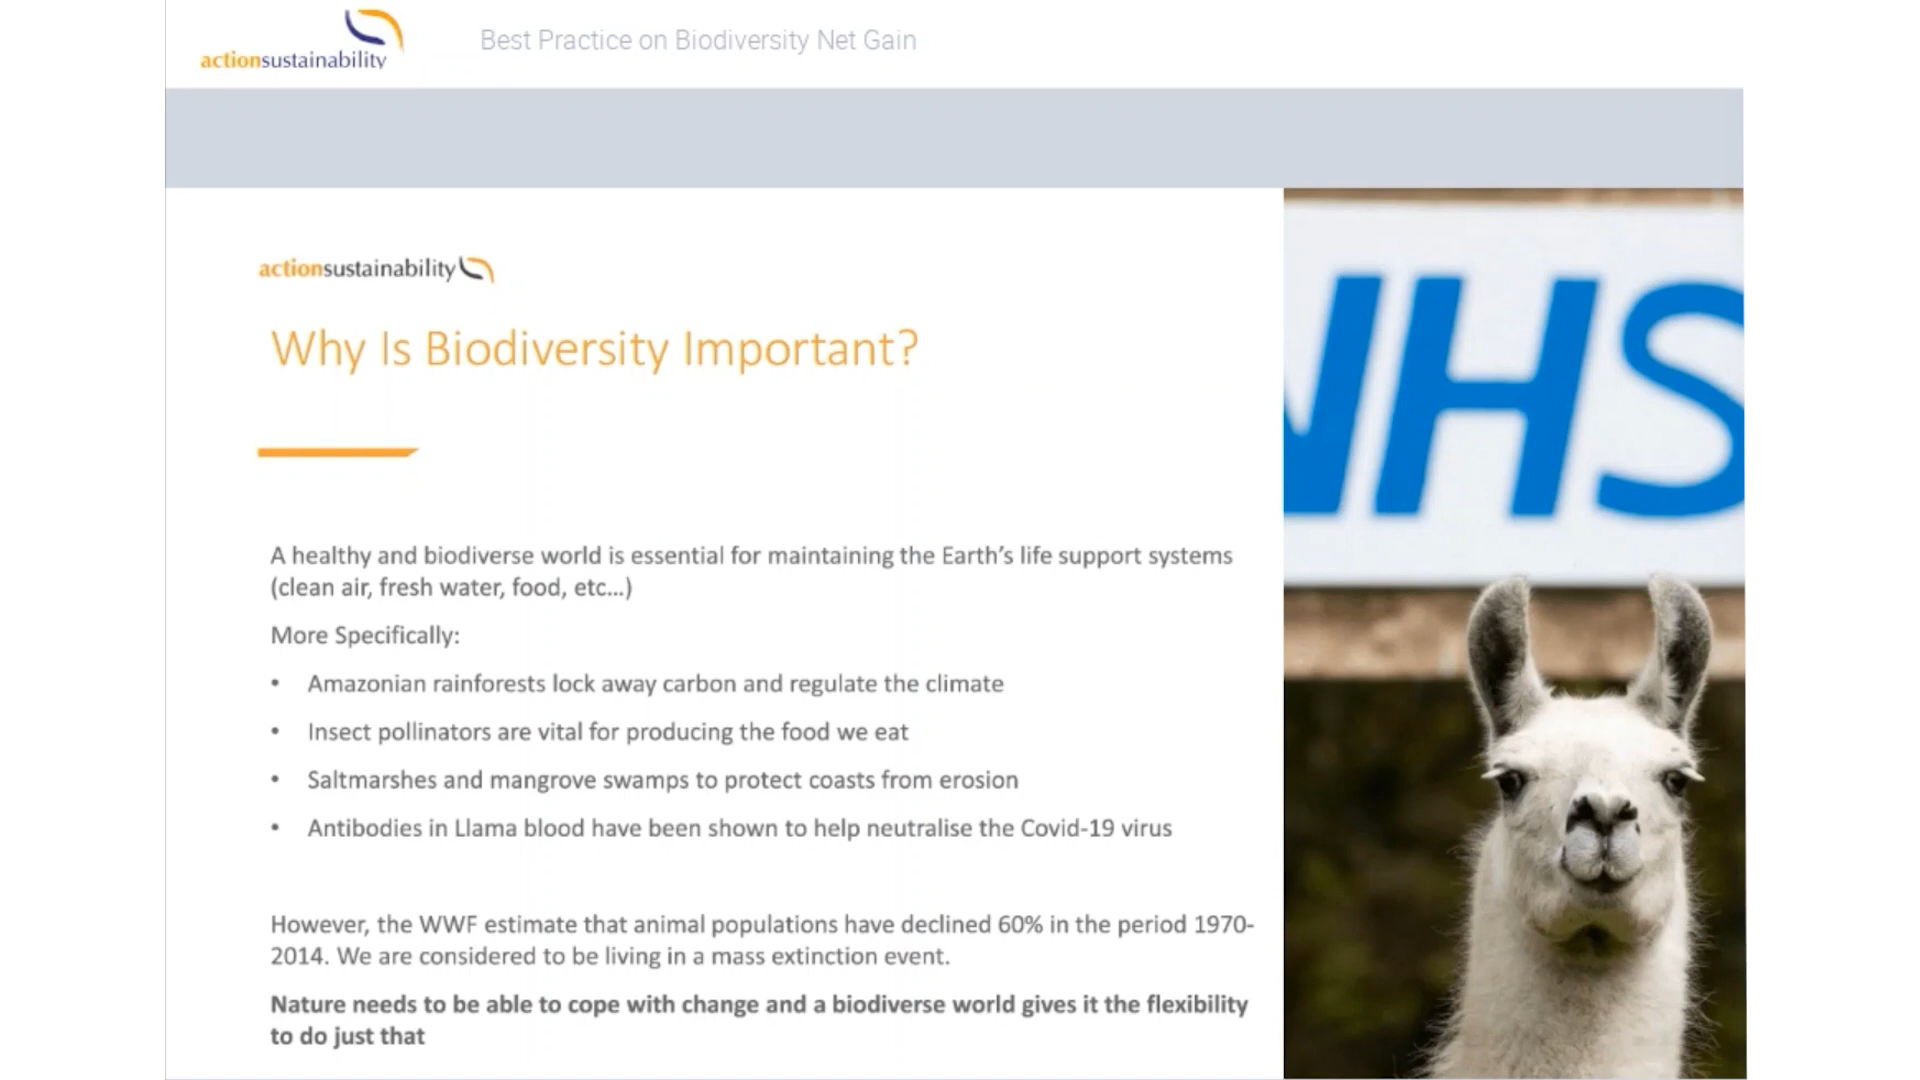 actionsustainability
Best Practice on Biodiversity Net Gain
actionsustainability
Why Is Biodiversity Important?
NHS
A healthy and biodiverse world is essential for maintaining the Earth's life support systems
(clean air, fresh water, food, etc...)
More Specifically:
• Amazonian rainforests lock away carbon and regulate the climate
• Insect pollinators are vital for producing the food we eat
• Saltmarshes and mangrove swamps to protect coasts from erosion
• Antibodies in Llama blood have been shown to help neutralise the Covid-19 virus
However, the WWF estimate that animal populations have declined 60% in the period 1970-
2014. We are considered to be living in a mass extinction event.
Nature needs to be able to cope with change and a biodiverse world gives it the flexibility
to do just that